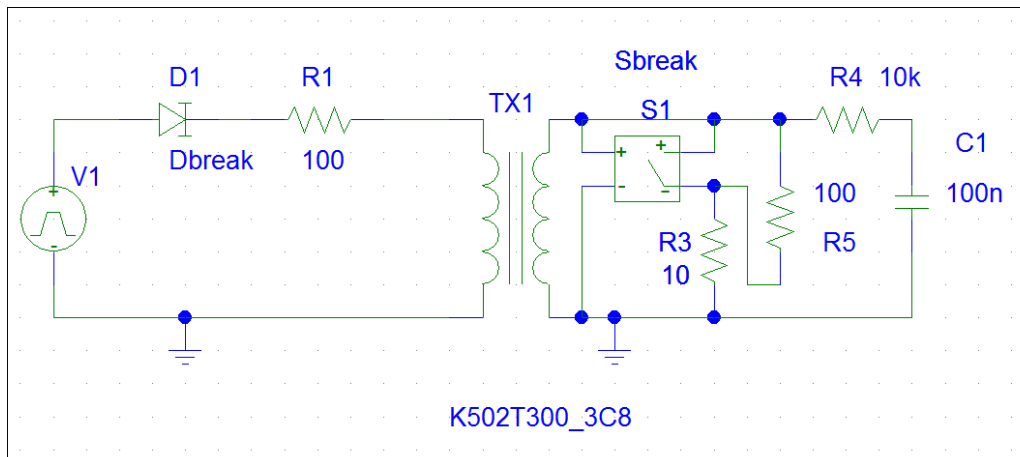 Sbreak
D1
R1
TX1
S1
R4 10k
Dbreak
100
V1
C1
100
100n
R3
R5
10
K502T300_3C8